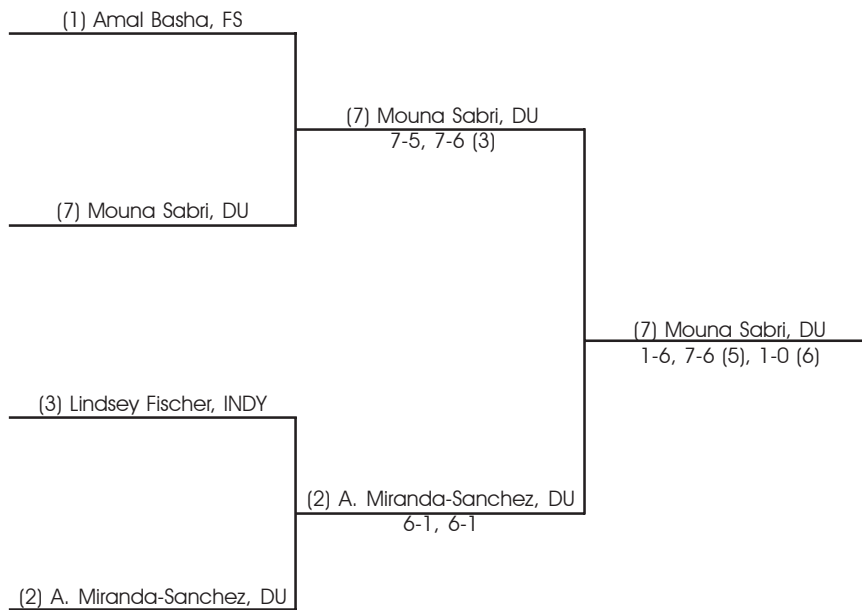 (1) Amal Basha, FS
(7) Mouna Sabri, DU
7-5, 7-6 (3)
(7) Mouna Sabri, DU
(7) Mouna Sabri, DU
1-6, 7-6 (5), 1-0 (6)
(3) Lindsey Fischer, INDY
(2) A. Miranda-Sanchez, DU
6-1, 6-1
(2) A. Miranda-Sanchez, DU